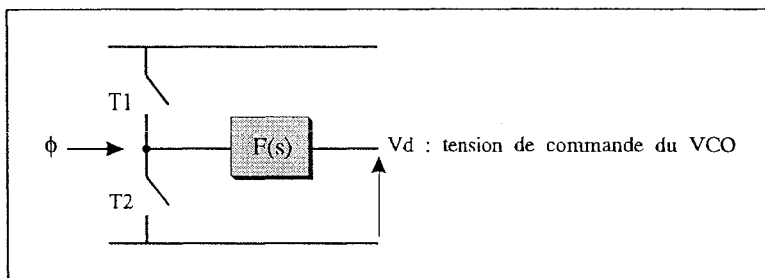 T1
ϕ
F(s)
Vd : tension de commande du VCO
T2